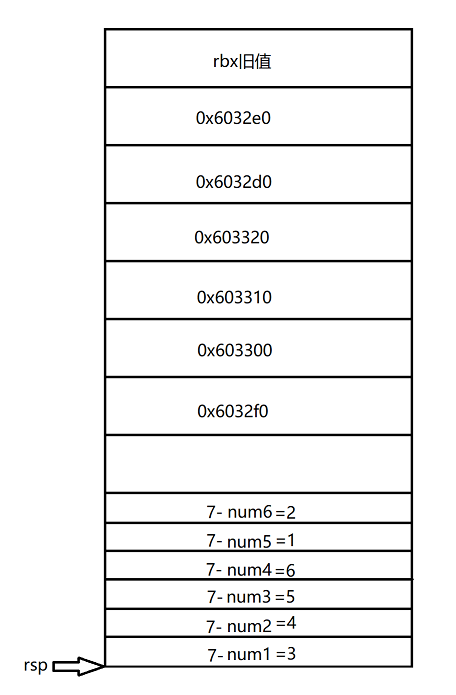 rbx旧值
0x6032e0
0x6032d0
0x603320
0x603310
0x603300
0x6032f0
7- num6=2
7- num5=1
7- num4=6
7- num3=5
7- num2=4
7- num1=3
rsp